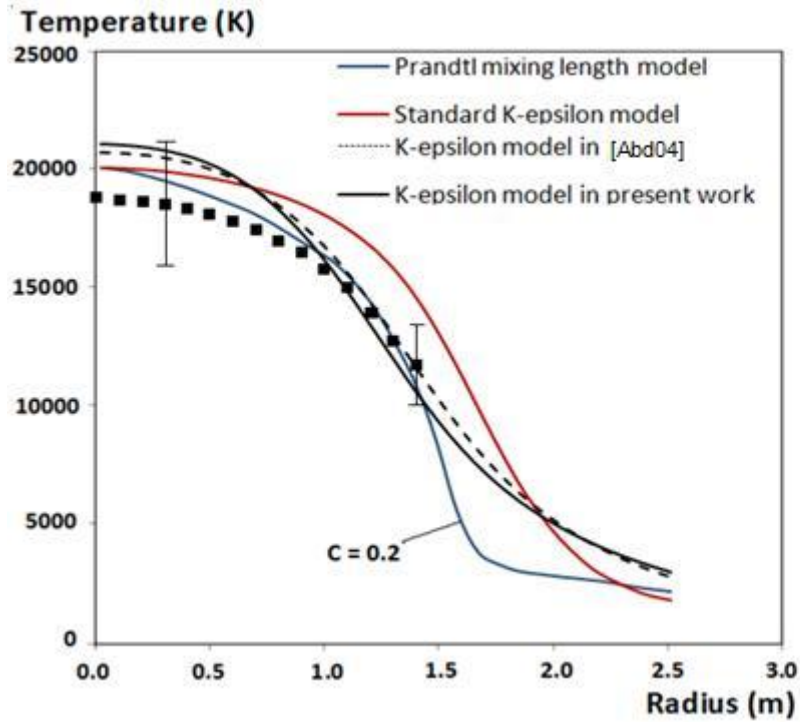 Temperature (K)
25000
Prandtl mixing length model
Standard K-epsilon model
20000
K-epsilon model in [Abd04]
K-epsilon model in present work
15000
10000
5000
C = 0.2
0
0.0 0.5 1.0 1.5 2.0 2.5 3.0
Radius (m)